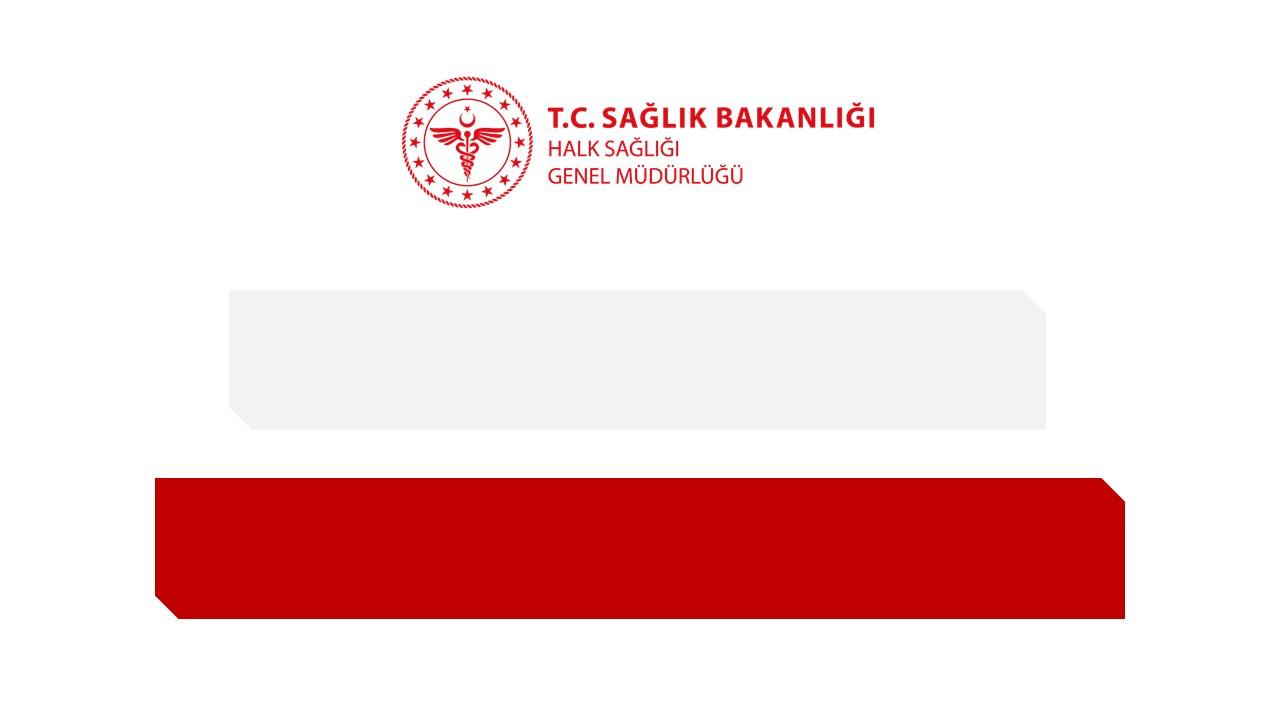 T.C. SAĞLIK BAKANLIĞI
HALK SAĞLIĞI
GENEL MÜDÜRLÜĞÜ